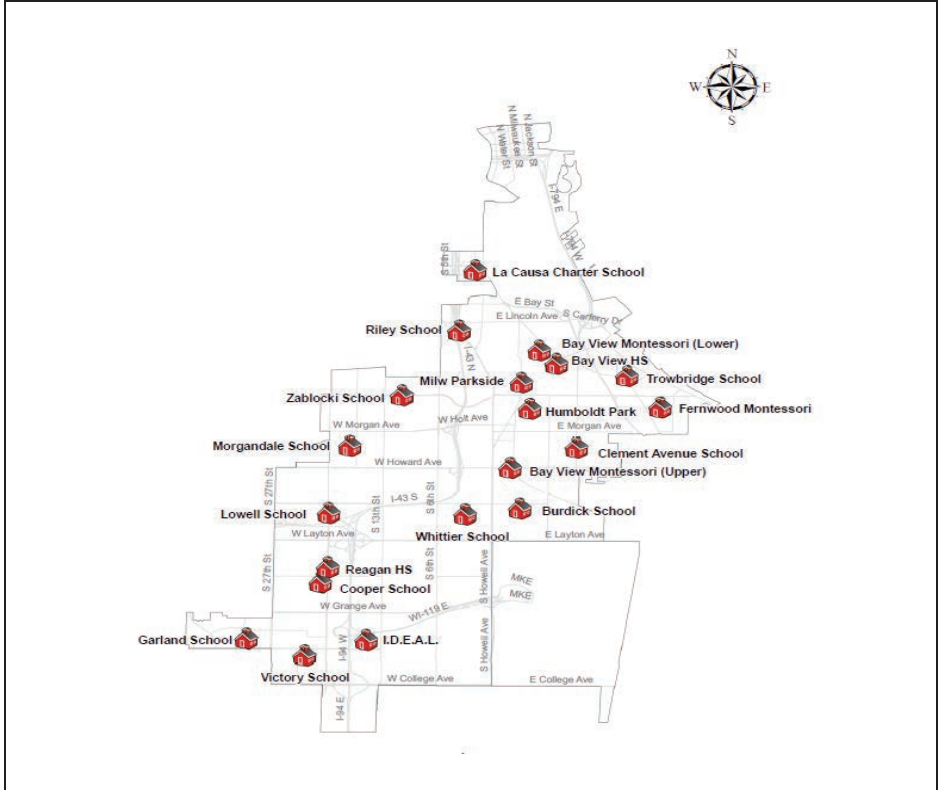 N
W
E
S
N Jackson St
N Milwaukee St
N Water St
I-794 E
I-794 W
S 5th St
La Causa Charter School
E Bay St
S Carferry Dr
E Lincoln Ave
Riley School
I-43 N
Bay View Montessori (Lower)
Bay View HS
Milw Parkside
Trowbridge School
Zablocki School
Humboldt Park
Fernwood Montessori
W Holt Ave
W Morgan Ave
E Morgan Ave
Morgandale School
Clement Avenue School
W Howard Ave
Bay View Montessori (Upper)
S 27th St
I-43 S
S 13th St
S 6th St
Lowell School
Burdick School
Whittier School
W Layton Ave
E Layton Ave
S 27th St
Reagan HS
S 6th St
S Howell Ave
MKE
Cooper School
MKE
W Grange Ave
WI-119 E
Garland School
I-94 W
I.D.E.A.L.
S Howell Ave
Victory School
W College Ave
E College Ave
I-94 E